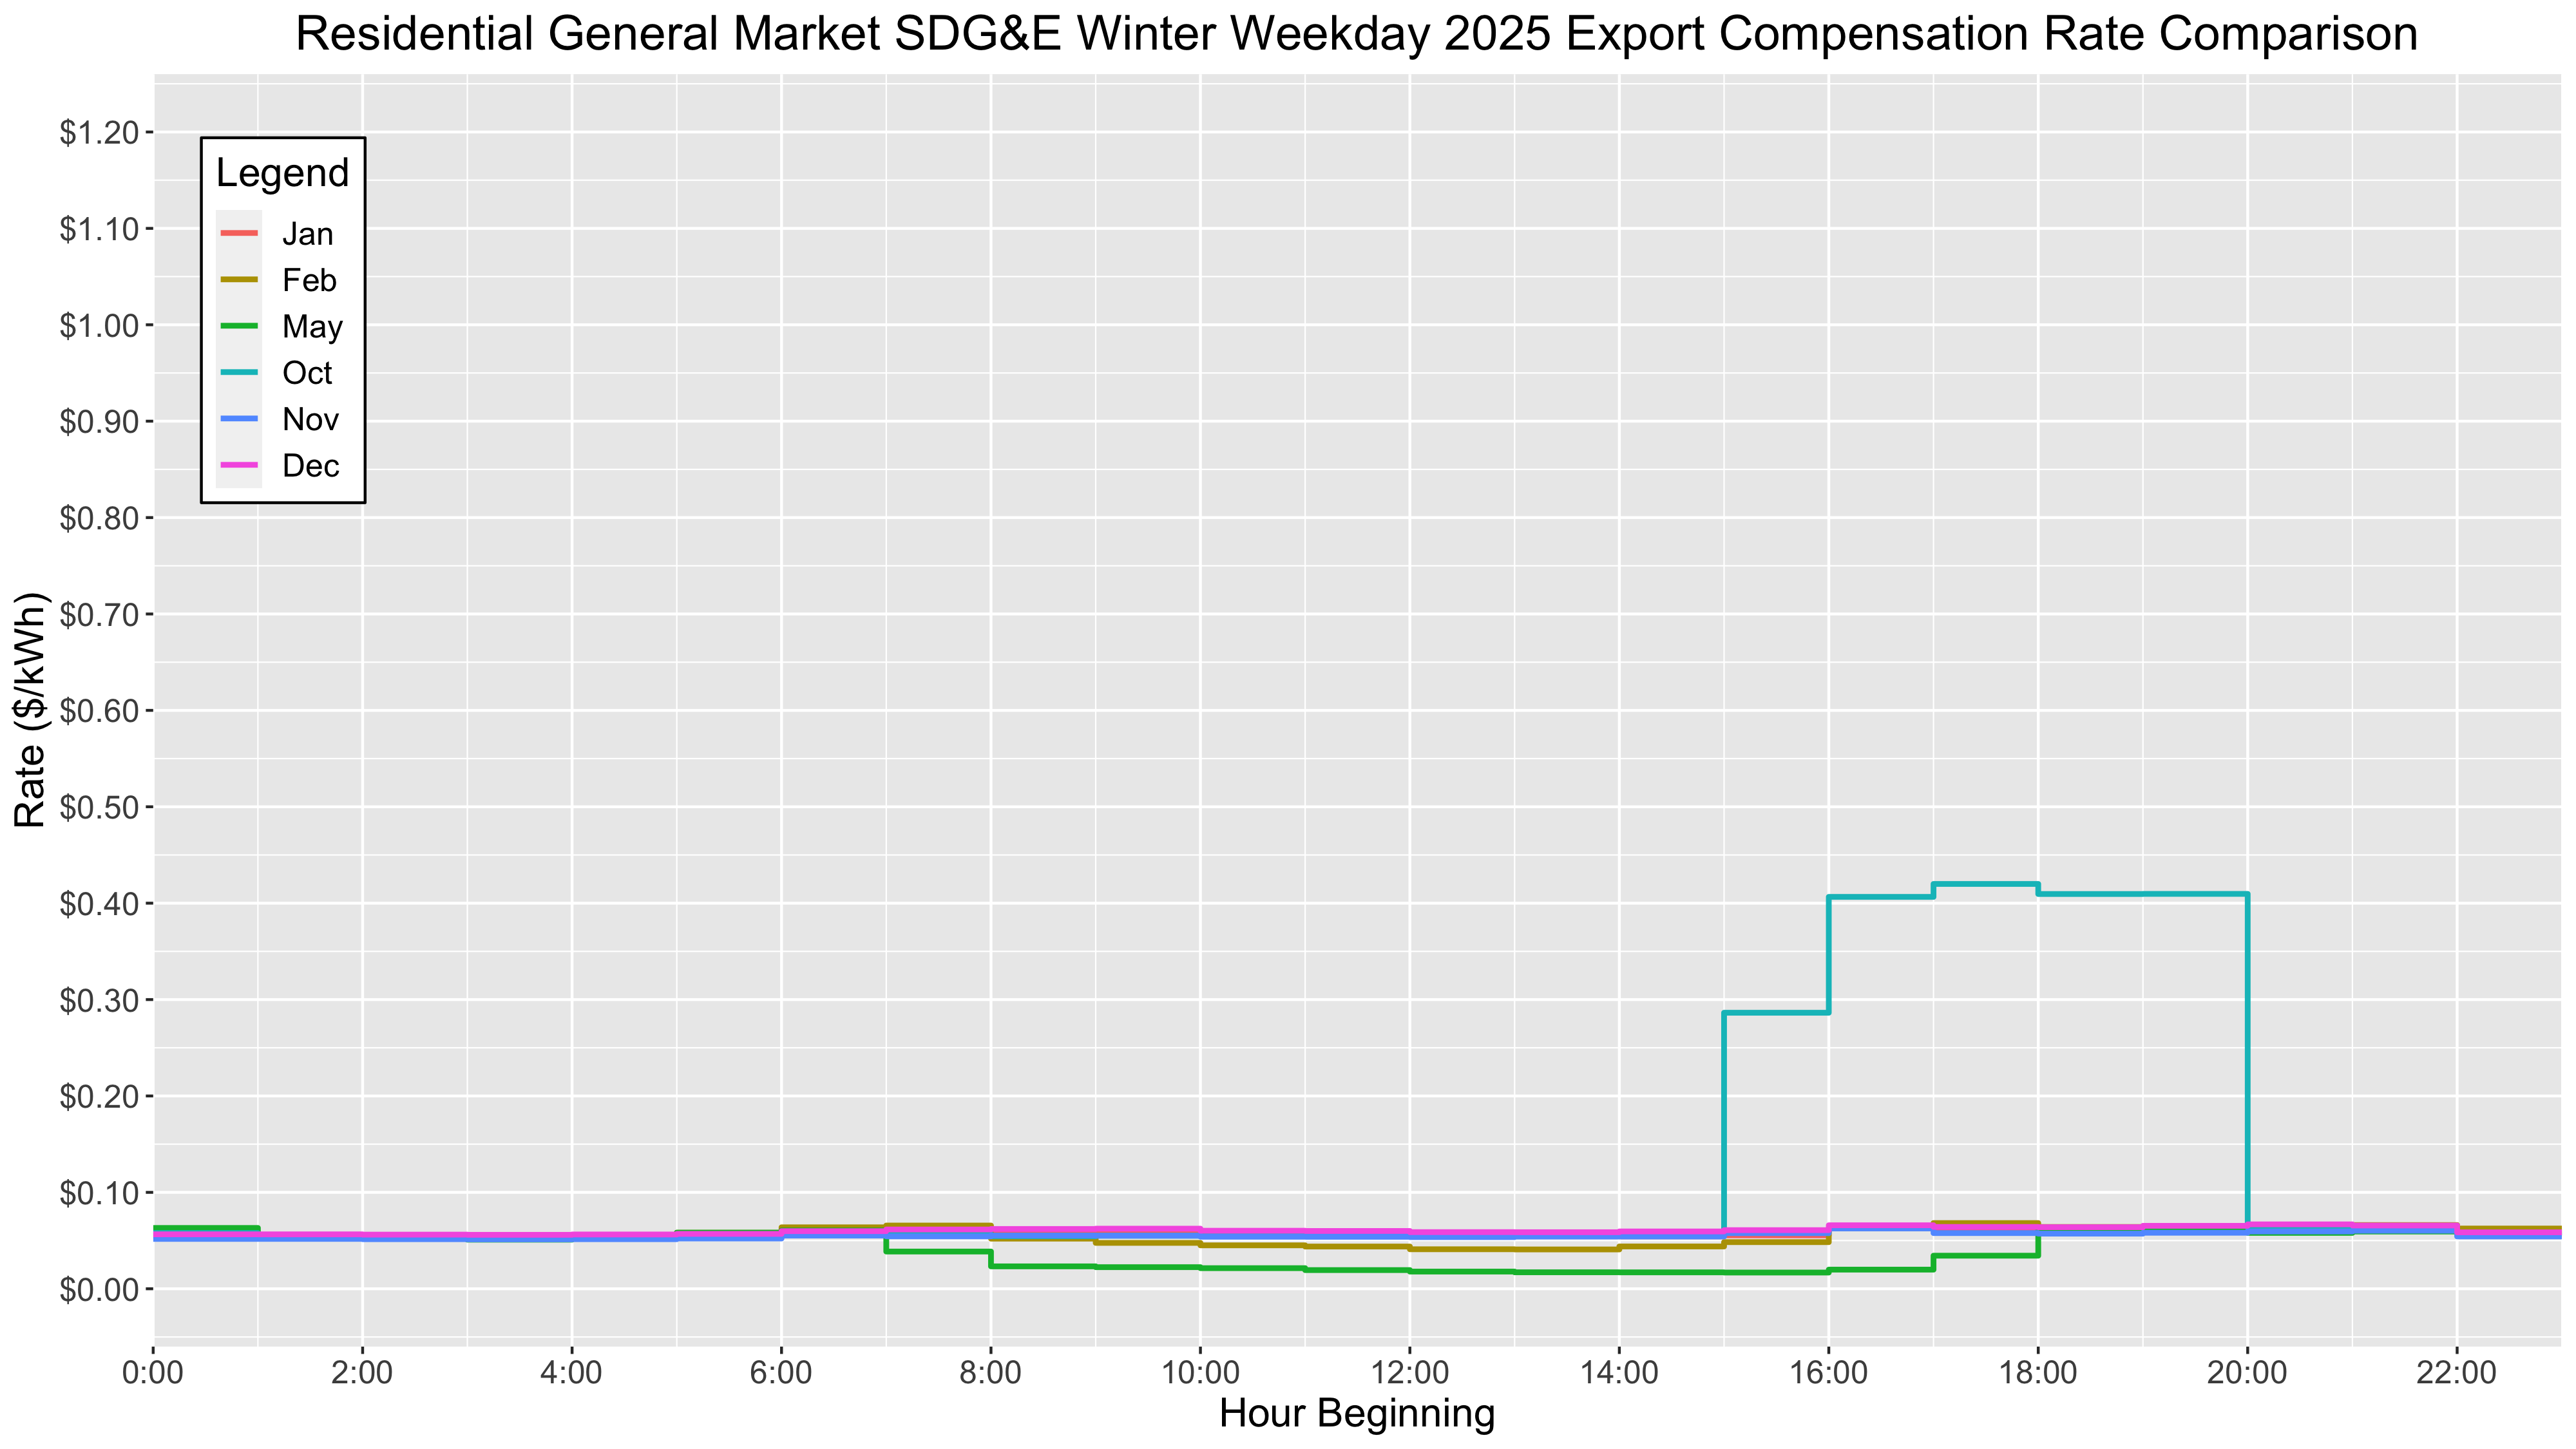 Residential General Market SDG&E Winter Weekday 2025 Export Compensation Rate Comparison
$1.20
$1.10
$1.00
$0.90
$0.80
$0.70
$0.60
$0.50
$0.40
$0.30
$0.20
$0.10
$0.00
Rate ($/kWh)
Legend
Jan
Feb
May
Oct
Nov
Dec
0:00 2:00 4:00 6:00 8:00 10:00 12:00 14:00 16:00 18:00 20:00 22:00
Hour Beginning